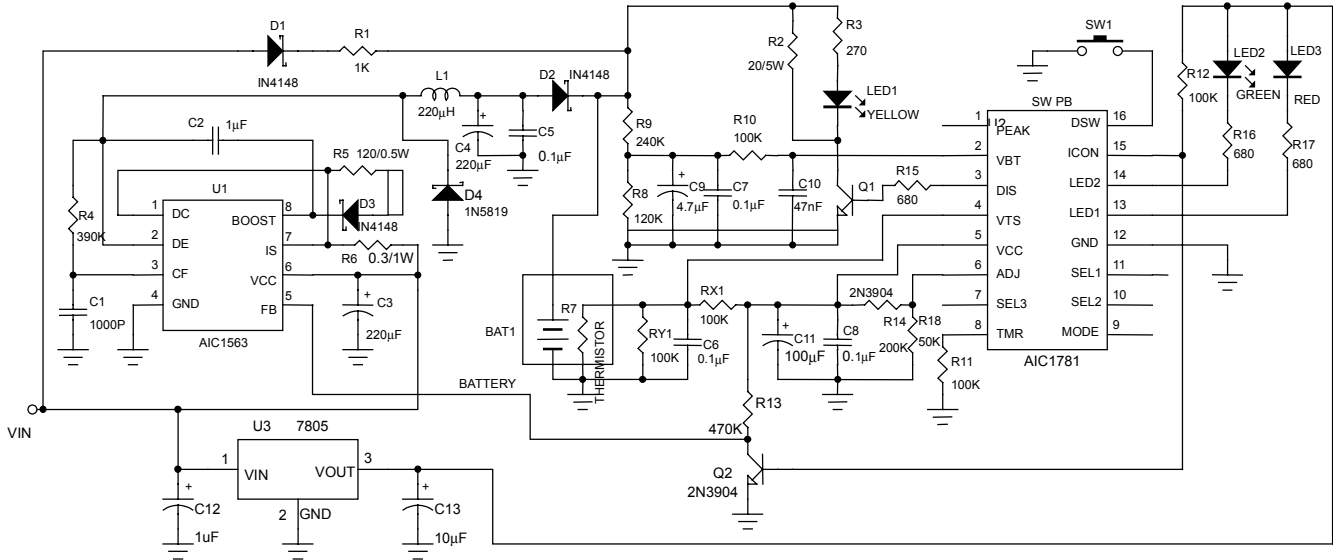 D1
IN4148
R1
1K
R2
20/5W
R3
270
LED1
YELLOW
SW1
R12
100K
LED2
GREEN
LED3
RED
R16
680
R17
680
L1
220µH
D2
IN4148
C4
220µF
C5
0.1µF
C2
1µF
R5
120/0.5W
R4
390K
U1
1
DC
BOOST
8
2
DE
IS
7
3
CF
VCC
6
4
GND
FB
5
AIC1563
D3
IN4148
R6
0.3/1W
D4
1N5819
C1
1000P
C3
220µF
R9
240K
R8
120K
C9
4.7µF
C7
0.1µF
R10
100K
C10
47nF
Q1
R15
680
SW PB
U2
1
PEAK
DSW
16
2
VBT
ICON
15
3
DIS
LED2
14
4
VTS
LED1
13
5
VCC
GND
12
6
ADJ
SEL1
11
7
SEL3
SEL2
10
8
TMR
MODE
9
AIC1781
BAT1
R7
THERMISTOR
RY1
100K
RX1
100K
C6
0.1µF
C11
100µF
C8
0.1µF
2N3904
R14
200K
R18
50K
R11
100K
BATTERY
R13
470K
Q2
2N3904
VIN
U3
7805
1
VIN
VOUT
3
2
GND
C12
1uF
C13
10µF
+
+
+
+
+
+